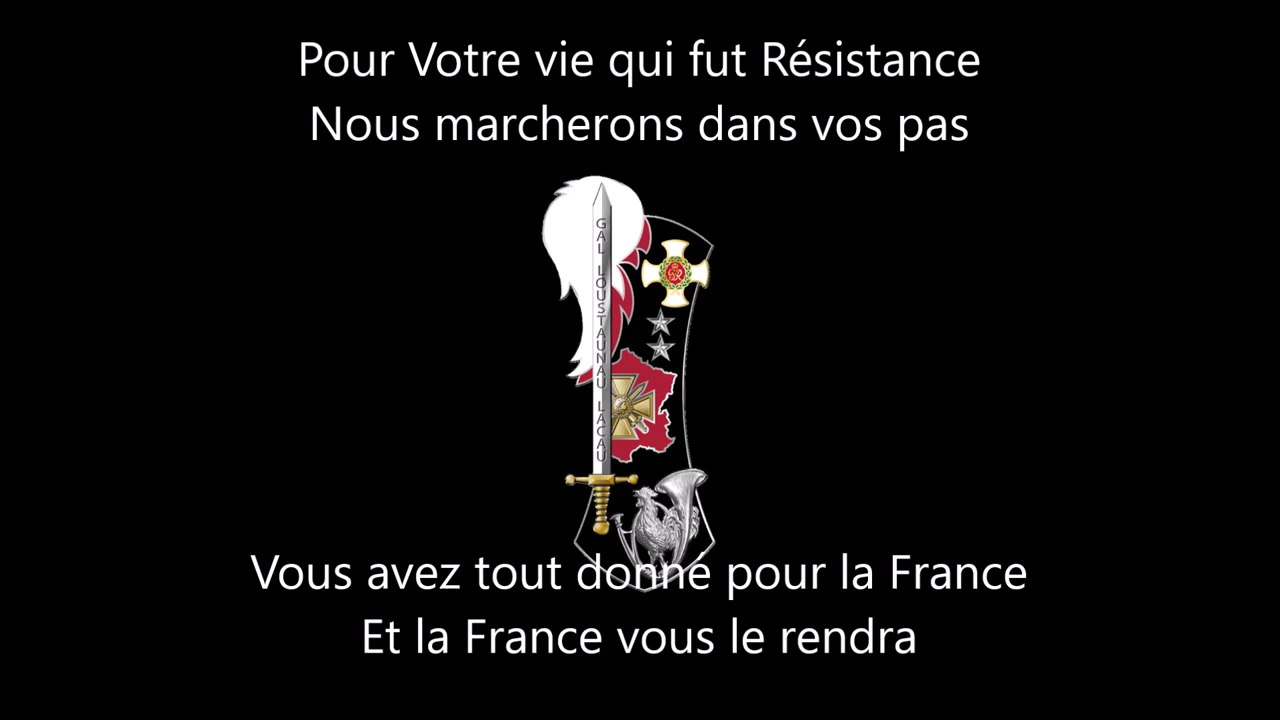 Pour Votre vie qui fut Résistance
Nous marcherons dans vos pas
GAL LOUSTAUNAU LACAU
Vous avez tout donné pour la France
Et la France vous le rendra